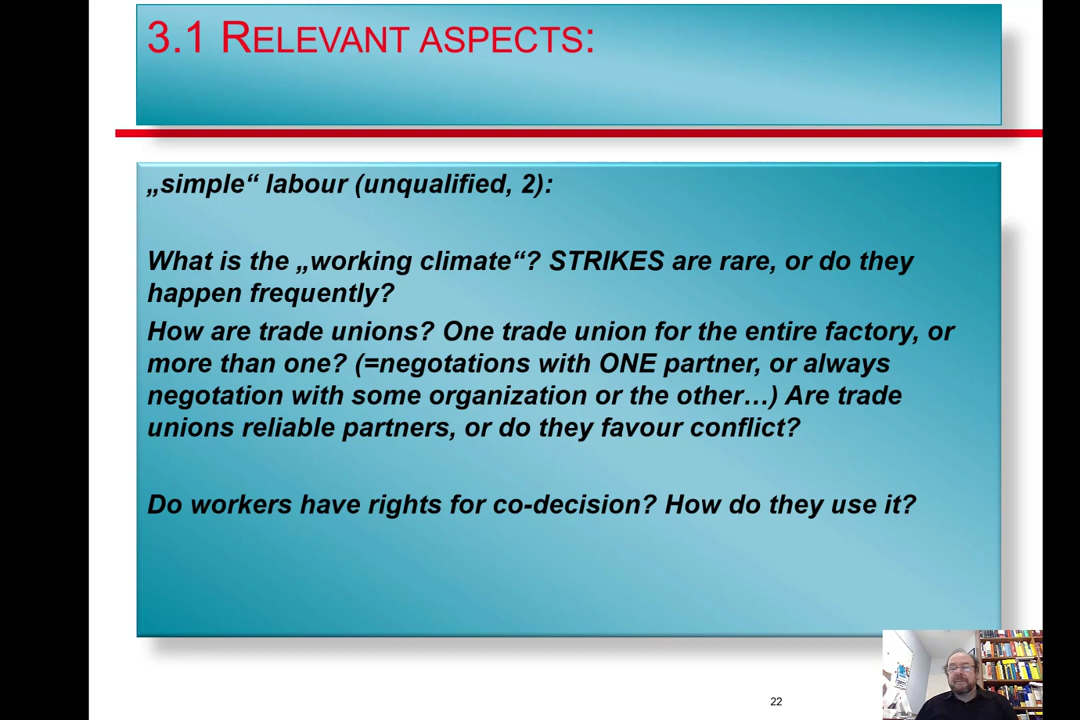 3.1 RELEVANT ASPECTS:
„simple“ labour (unqualified, 2):
What is the „working climate“? STRIKES are rare, or do they
happen frequently?
How are trade unions? One trade union for the entire factory, or
more than one? (=negotations with ONE partner, or always
negotation with some organization or the other…) Are trade
unions reliable partners, or do they favour conflict?
Do workers have rights for co-decision? How do they use it?
22